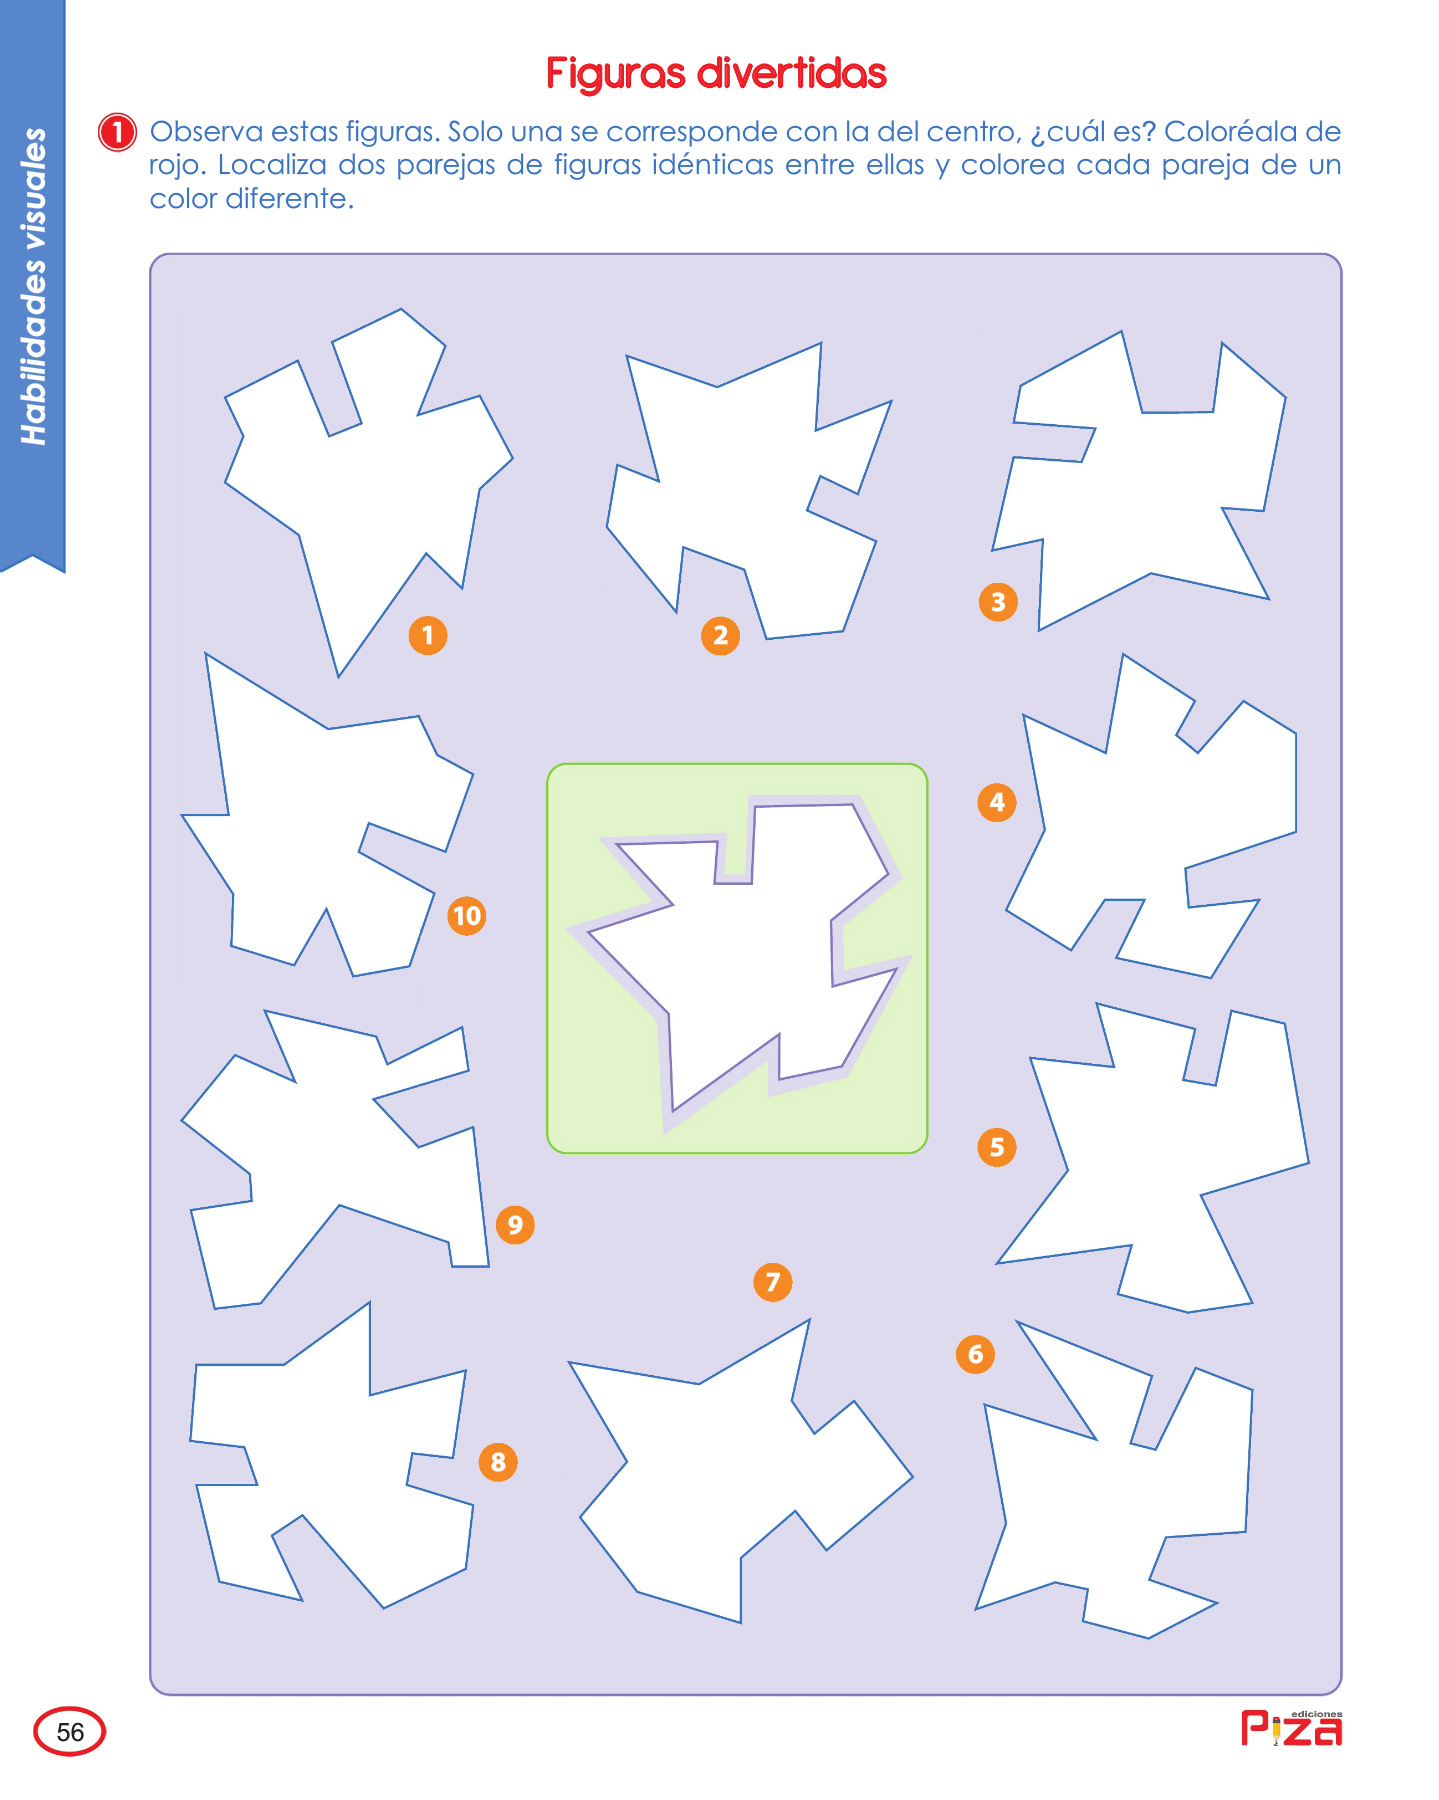 Habilidades visuales
Figuras divertidas
1 Observa estas figuras. Solo una se corresponde con la del centro, ¿cuál es? Coloréala de
rojo. Localiza dos parejas de figuras idénticas entre ellas y colorea cada pareja de un
color diferente.
1
2
3
4
10
5
9
7
6
8
56
ediciones
Piza